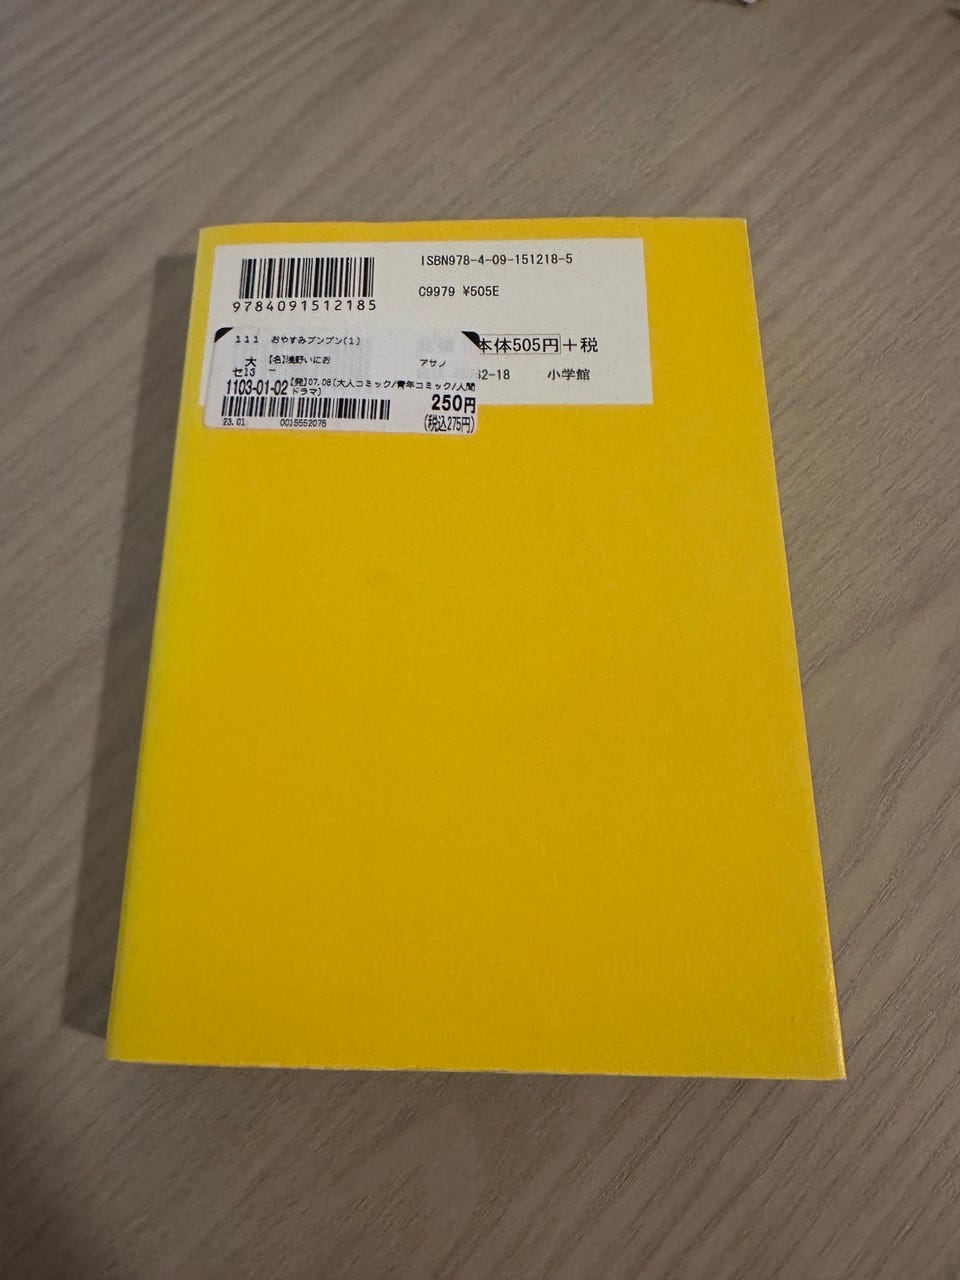 ISBN978-4-09-151218-5
9784091512185
C9979 ¥505E
本体505円+税
62-18 小学館
111 おやすみプンプン(1)
大 【名】浅野いにお アサノ
セ13 —
1103-01-02 【発】07.08(大人コミック/青年コミック/人間ドラマ)
250円
(税込275円)
23.01 0015552076